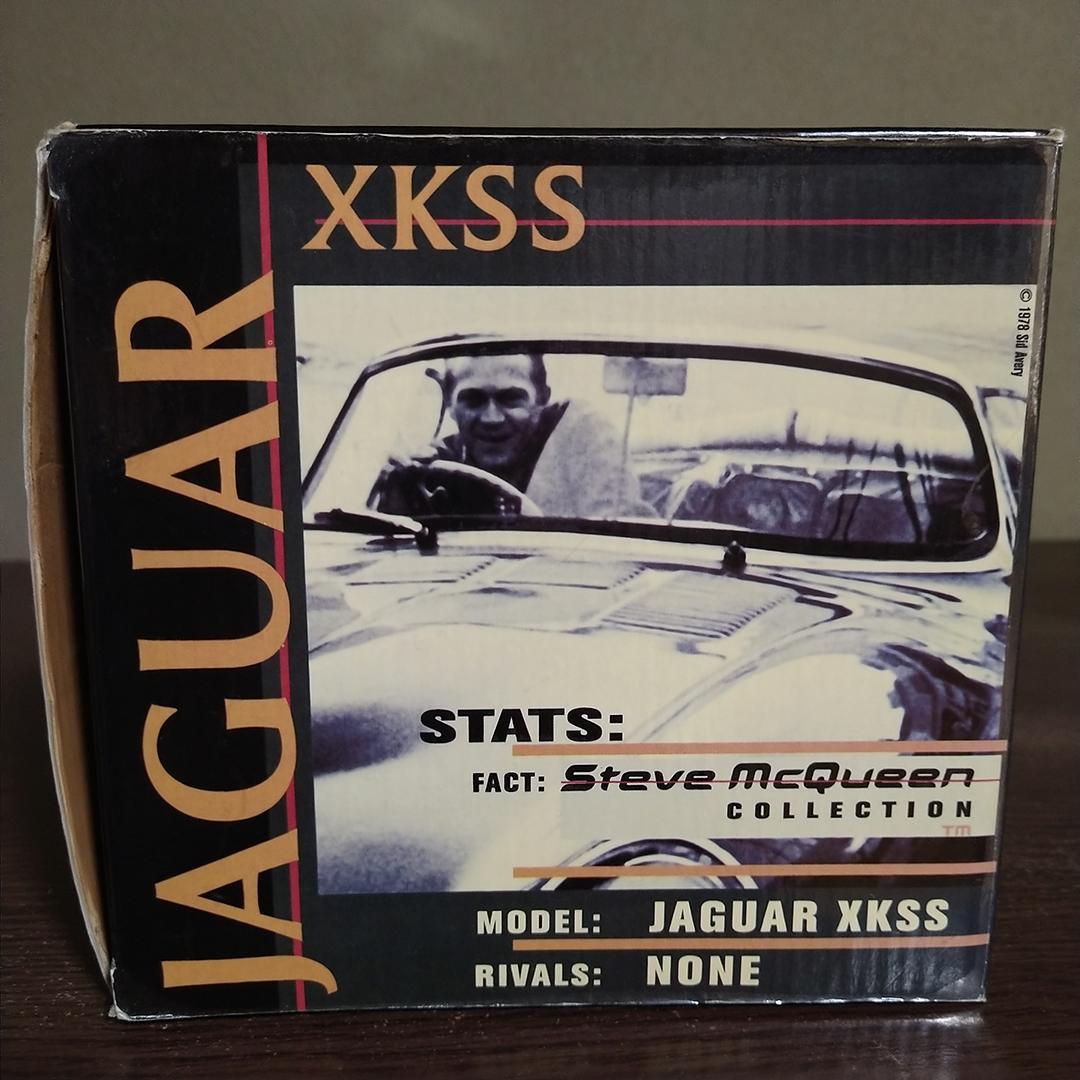 JAGUAR
XKSS
© 1978 Sid Avery
STATS:
FACT: Steve McQueen
COLLECTION
TM
MODEL: JAGUAR XKSS
RIVALS: NONE